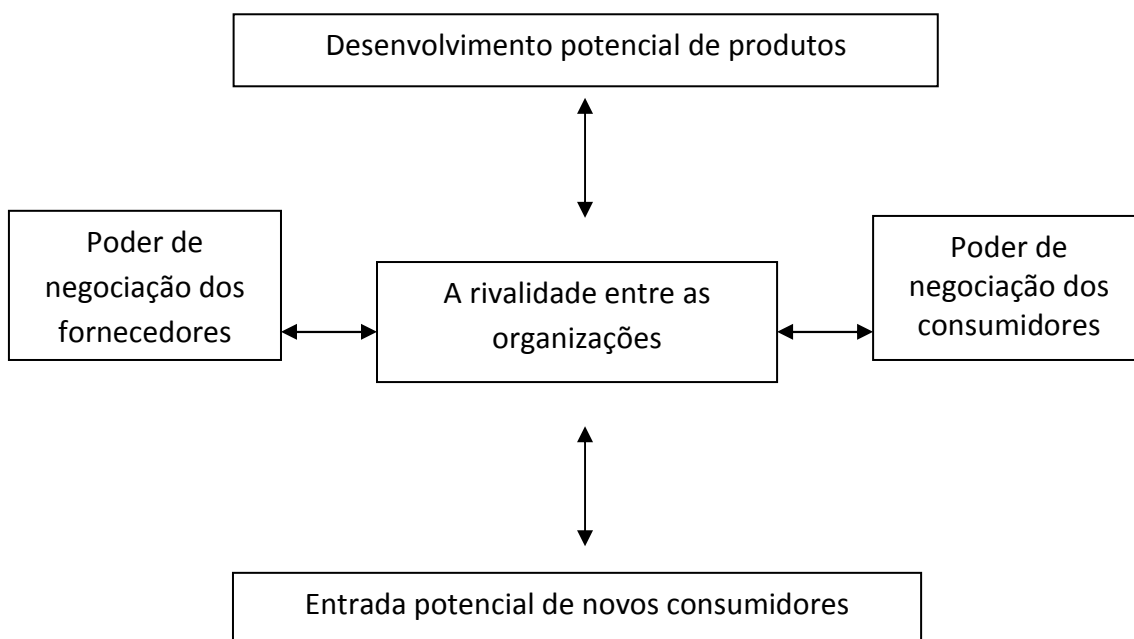 Desenvolvimento potencial de produtos
Poder de
negociação dos
fornecedores
A rivalidade entre as
organizações
Poder de
negociação dos
consumidores
Entrada potencial de novos consumidores